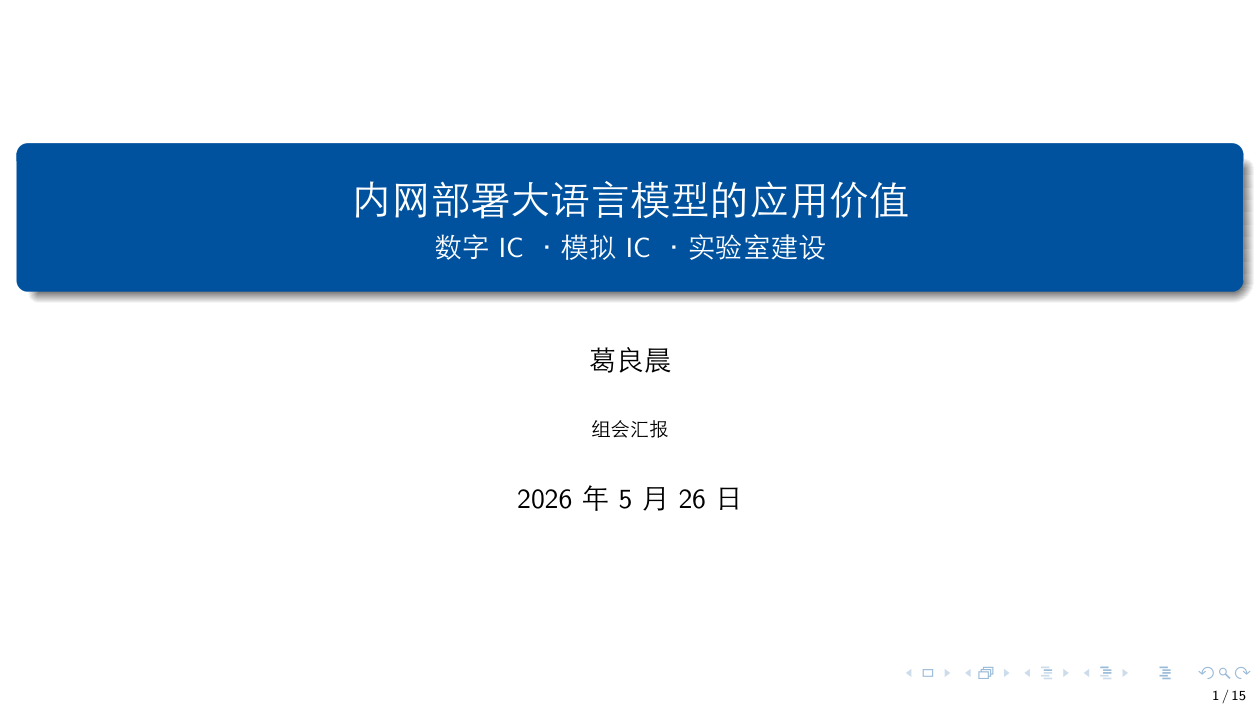 内网部署大语言模型的应用价值
数字 IC · 模拟 IC · 实验室建设
葛良晨
组会汇报
2026 年 5 月 26 日
1 / 15